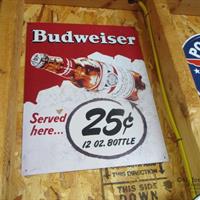 Budweiser
Served
here...
25¢
12 OZ. BOTTLE
THIS DIRECTION
THIS SIDE
DOWN